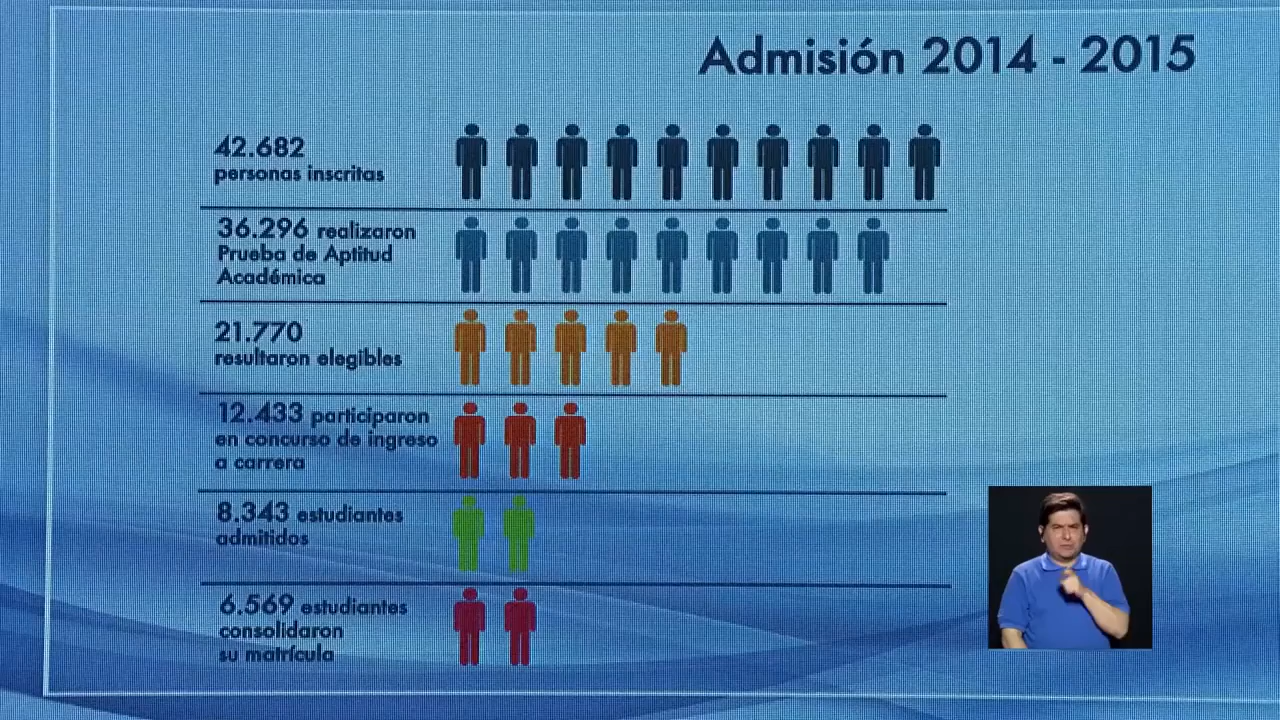 Admisión 2014 - 2015
42.682
personas inscritas
36.296 realizaron
Prueba de Aptitud
Académica
21.770
resultaron elegibles
12.433 participaron
en concurso de ingreso
a carrera
8.343 estudiantes
admitidos
6.569 estudiantes
consolidaron
su matrícula